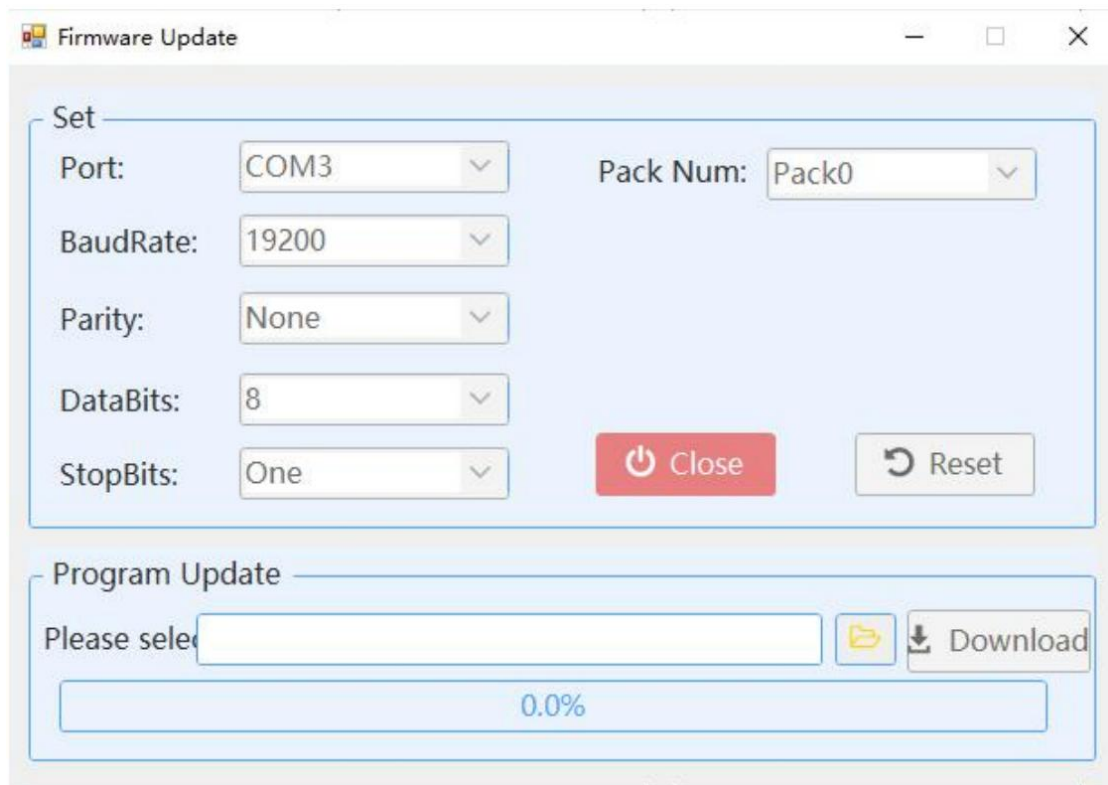 Firmware Update
Set
Port: COM3 Pack Num: Pack0
BaudRate: 19200
Parity: None
DataBits: 8
StopBits: One Close Reset
Program Update
Please selec Download
0.0%